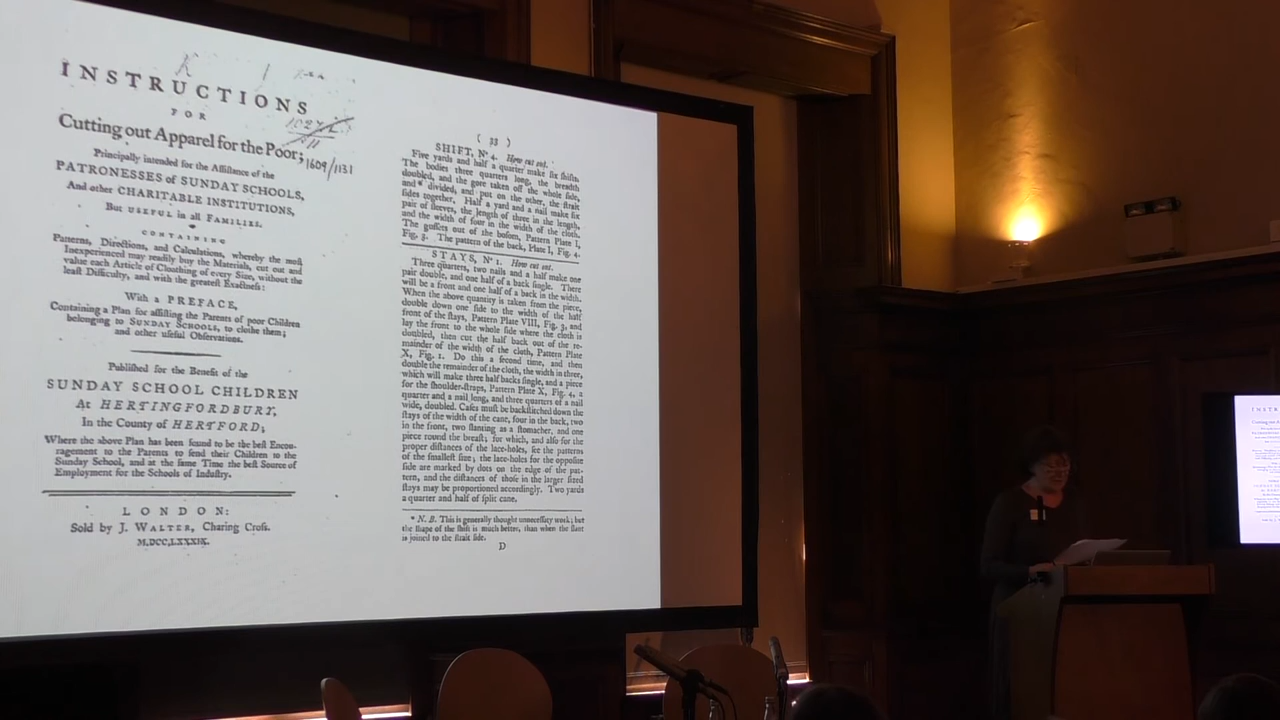 INSTRUCTIONS
FOR
Cutting out Apparel for the Poor;
1609/1131
Principally intended for the Aſſiſtance of the
PATRONESSES of SUNDAY SCHOOLS,
And other CHARITABLE INSTITUTIONS,
But USEFUL in all FAMILIES.
CONTAINING
Patterns, Directions, and Calculations, whereby the moſt
Inexperienced may readily buy the Materials, cut out and
value each Article of Cloathing of every Size, without the
leaſt Difficulty, and with the greateſt Exactneſs:
With a PREFACE,
Containing a Plan for aſſiſting the Parents of poor Children
belonging to SUNDAY SCHOOLS, to clothe them;
and other uſeful Obſervations.
Publiſhed for the Benefit of the
SUNDAY SCHOOL CHILDREN
At HERTINGFORDBURY,
In the County of HERTFORD;
Where the above Plan has been found to be the beſt Encou-
ragement to the Parents to ſend their Children to the
Sunday School, and at the ſame Time the beſt Source of
Employment for the Schools of Induſtry.
LONDON:
Sold by J. WALTER, Charing Croſs.
M.DCC.LXXXIX.
( 33 )
SHIFT, Nº 4. How cut out.
Five yards and half a quarter make ſix ſhifts.
The bodies three quarters long, the breadth
doubled, and the gore taken off the whole ſide,
and * divided, and put on the other, the ſtrait
ſides together. Half a yard and a nail make ſix
pair of ſleeves, the length of three in the length,
and the width of four in the width of the cloth.
The guſſets out of the boſom, Pattern Plate I,
Fig. 3. The pattern of the back, Plate I, Fig. 4.
STAYS, Nº 1. How cut out.
Three quarters, two nails and a half make one
pair double, and one half of a back ſingle. There
will be a front and one half of a back in the width.
When the above quantity is taken from the piece,
double down one ſide to the width of the half
front of the ſtays, Pattern Plate VIII, Fig. 3, and
lay the front to the whole ſide where the cloth is
doubled, then cut the half back out of the re-
mainder of the width of the cloth, Pattern Plate
X, Fig. 1. Do this a ſecond time, and then
double the remainder of the cloth, the width in three,
which will make three half backs ſingle, and a piece
for the ſhoulder-ſtraps, Pattern Plate X, Fig. 4, a
quarter and a nail long, and three quarters of a nail
wide, doubled. Caſes muſt be backſtitched down the
ſtays of the width of the cane, four in the back, two
in the front, two ſlanting as a ſtomacher, and one
piece round the breaſt; for which, and alſo for the
proper diſtances of the lace-holes, ſee the patterns
of the ſmalleſt ſize; the lace-holes for the oppoſite
ſide are marked by dots on the edge of the pat-
tern, and the diſtances of thoſe in the larger ſized
ſtays may be proportioned accordingly. Two yards
a quarter and half of ſplit cane.
* N. B. This is generally thought unneceſſary work; but
the ſhape of the ſhift is much better, than when the ſlant
is joined to the ſtrait ſide.
D